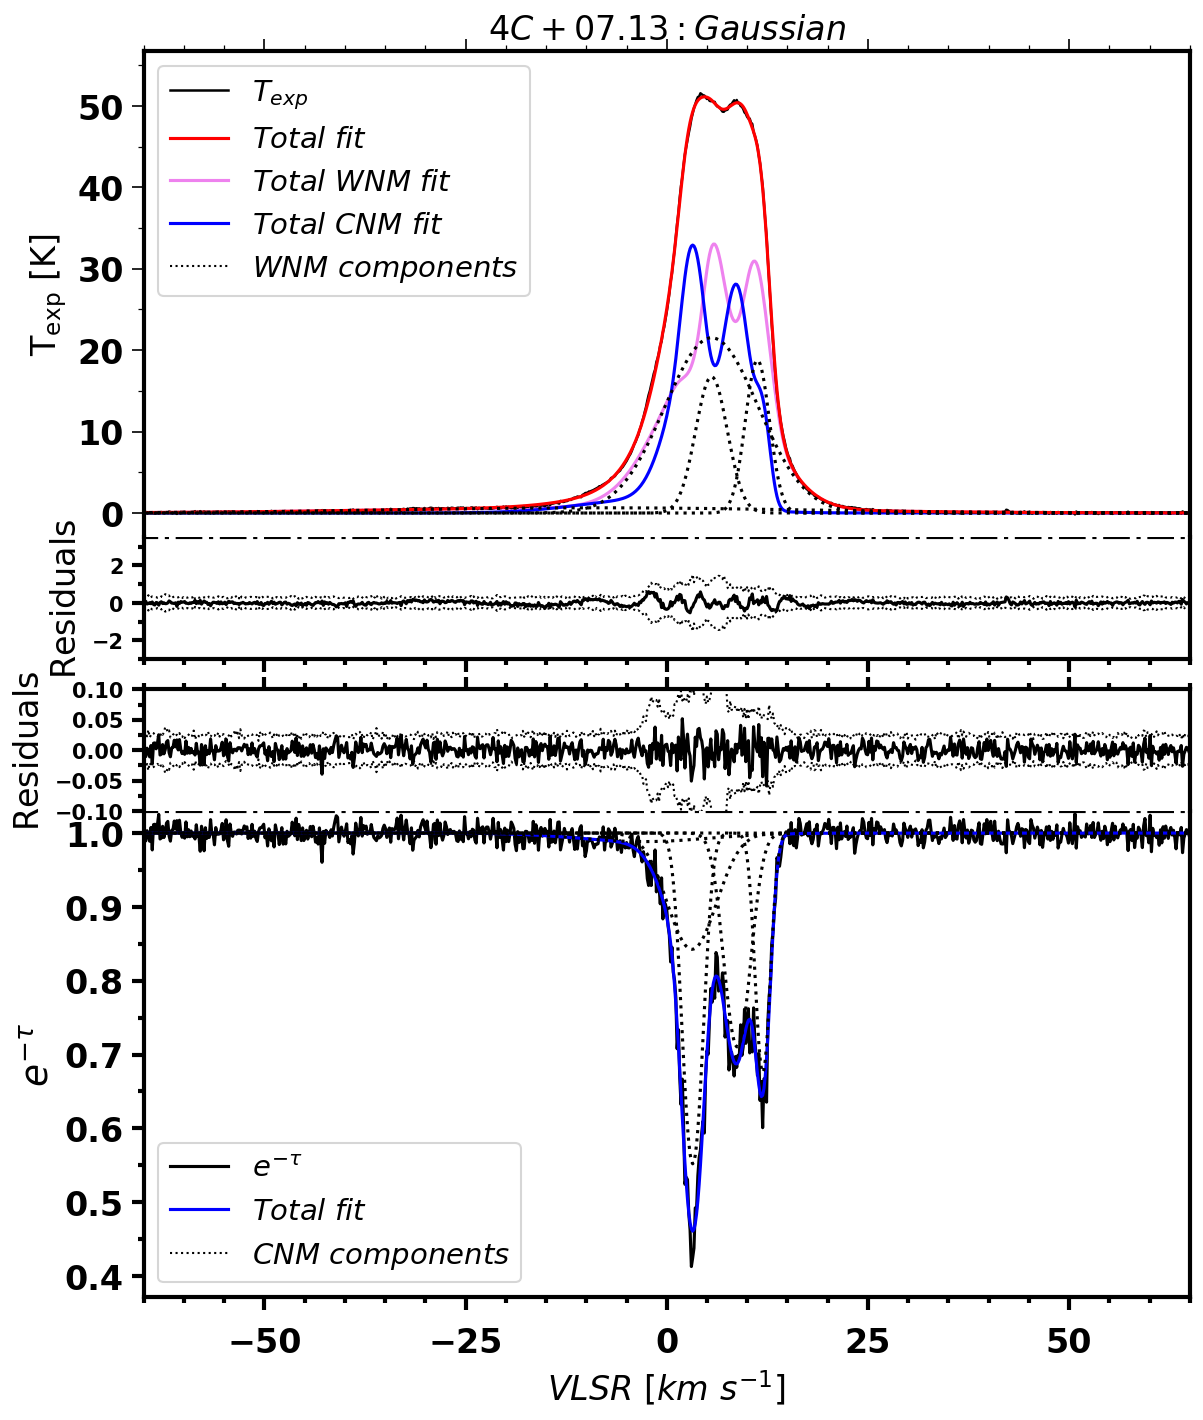 4C + 07.13 : Gaussian
T_exp
Total fit
Total WNM fit
Total CNM fit
WNM components
T_exp [K]
50
40
30
20
10
0
Residuals
2
0
−2
Residuals
0.10
0.05
0.00
−0.05
−0.10
e^−τ
1.0
0.9
0.8
0.7
0.6
0.5
0.4
e^−τ
Total fit
CNM components
−50 −25 0 25 50
VLSR [km s^−1]